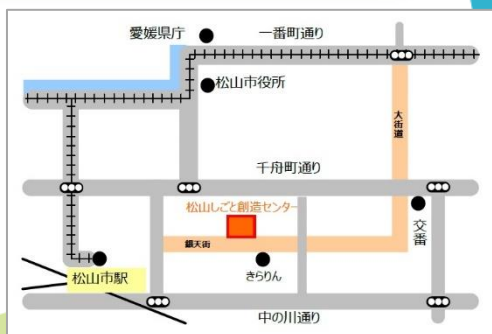 愛媛県庁
一番町通り
松山市役所
大街道
千舟町通り
松山しごと創造センター
交番
銀天街
きらりん
松山市駅
中の川通り